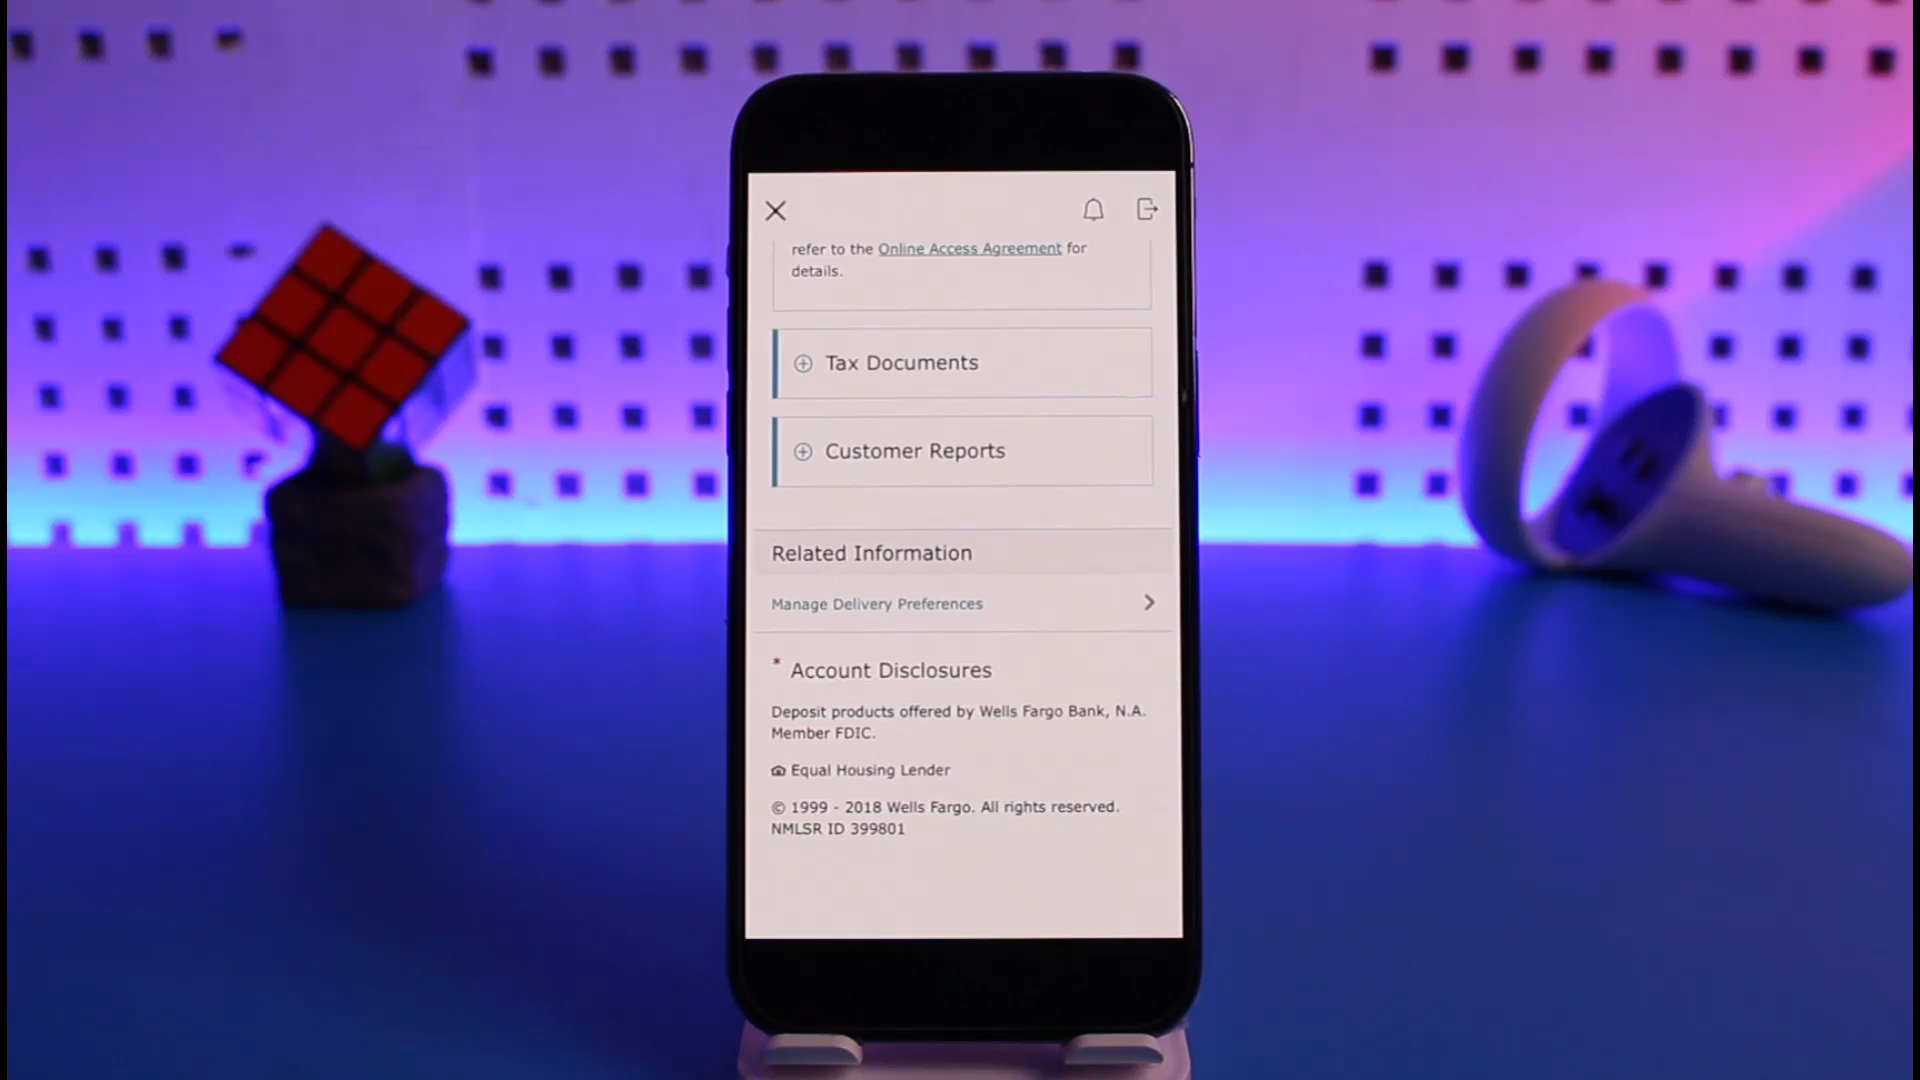 refer to the Online Access Agreement for
details.
Tax Documents
Customer Reports
Related Information
Manage Delivery Preferences
* Account Disclosures
Deposit products offered by Wells Fargo Bank, N.A.
Member FDIC.
Equal Housing Lender
© 1999 - 2018 Wells Fargo. All rights reserved.
NMLSR ID 399801